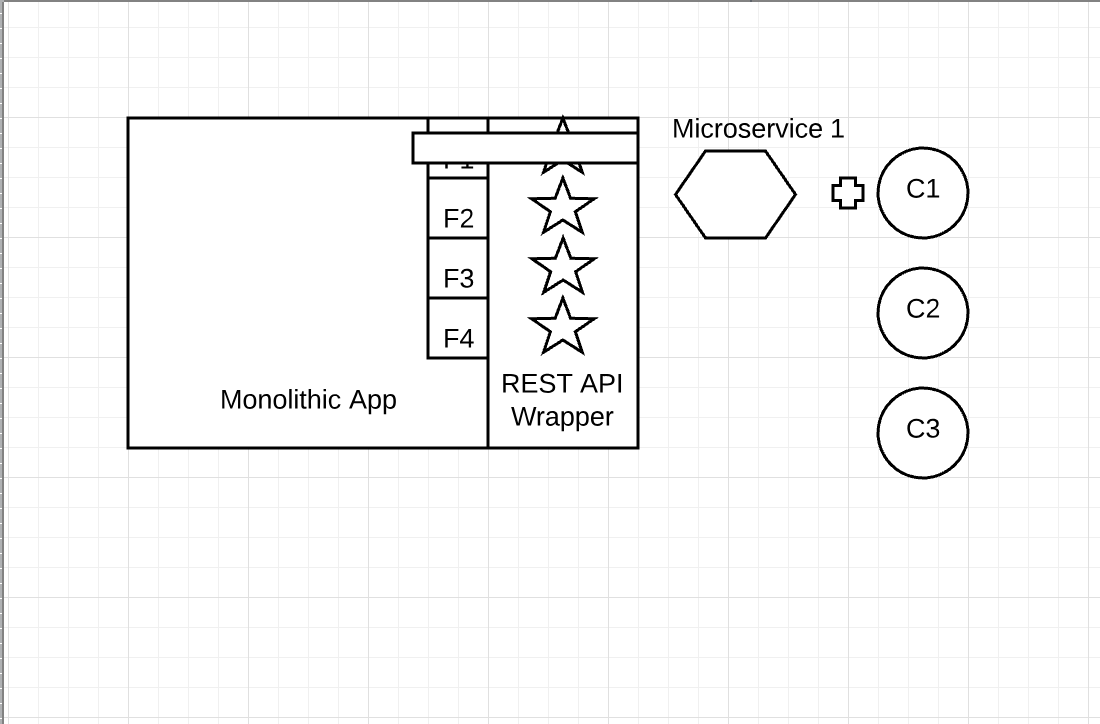 Microservice 1
F2
F3
F4
Monolithic App
REST API
Wrapper
C1
C2
C3